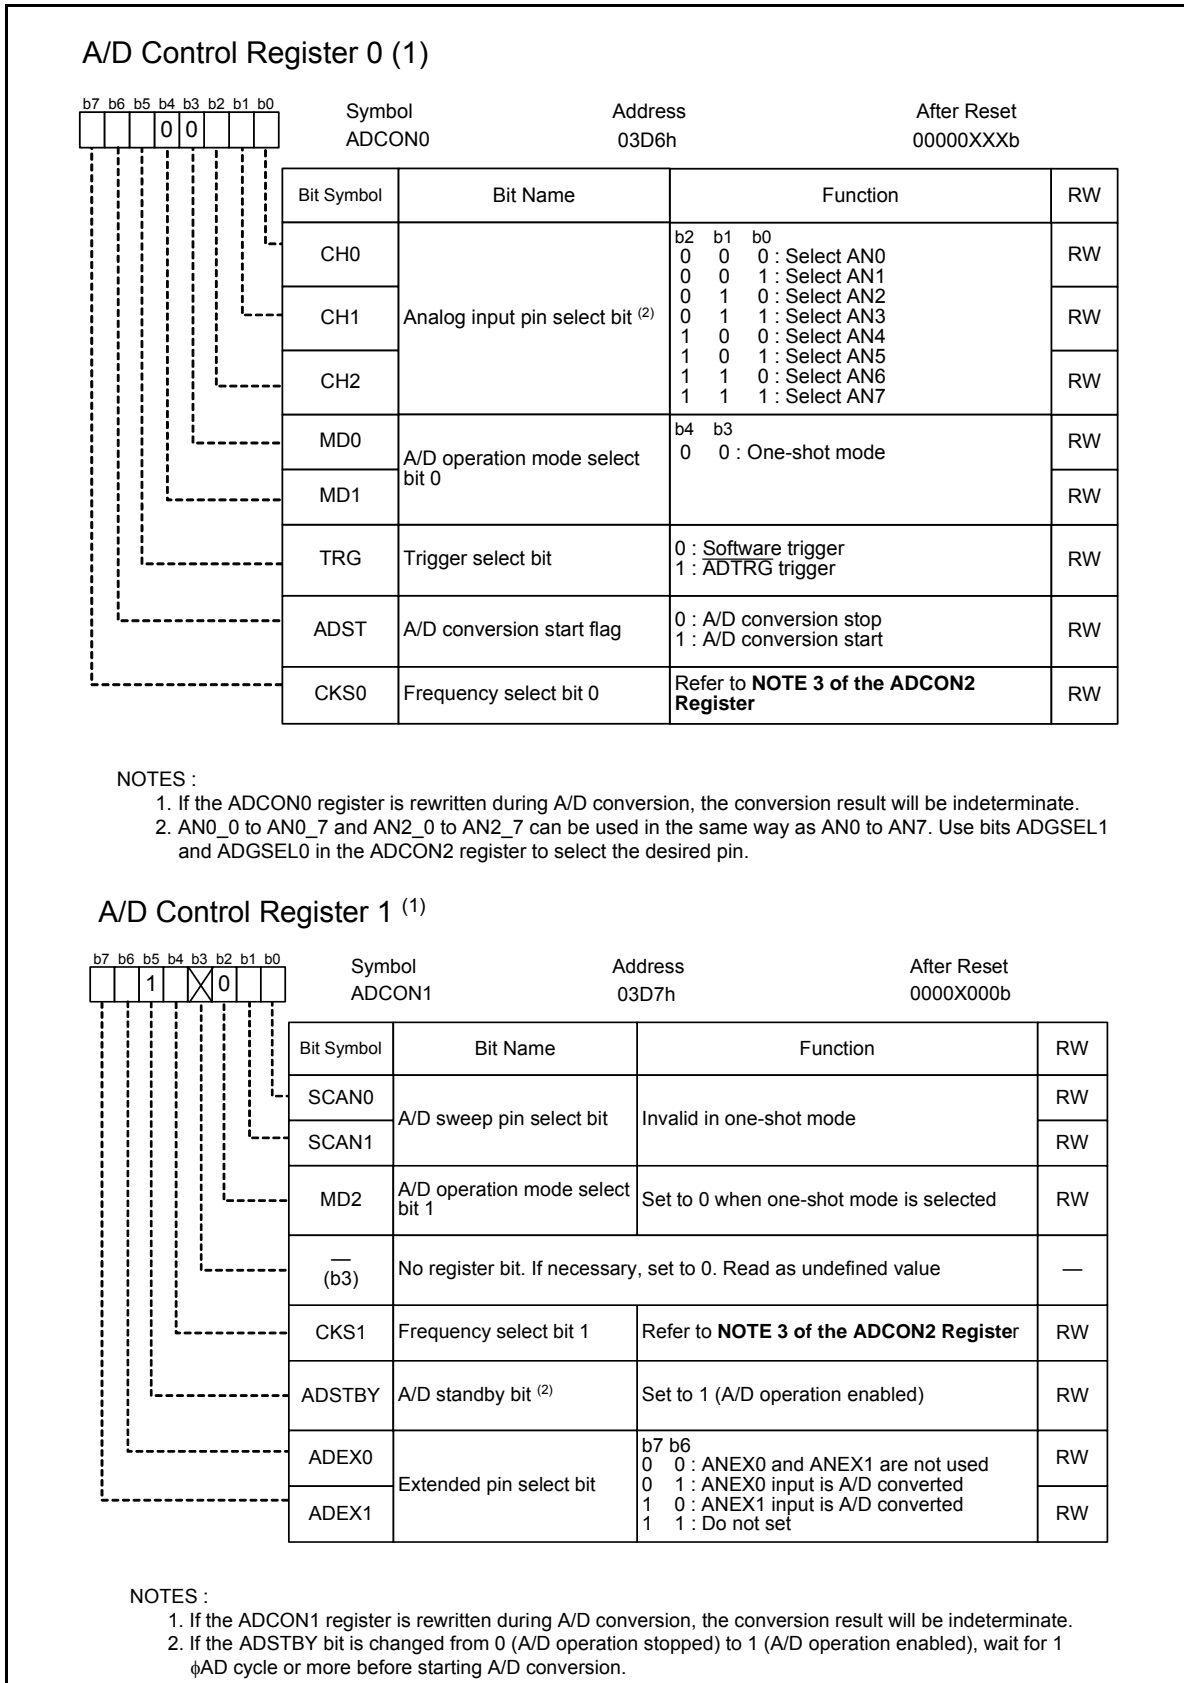 A/D Control Register 0 (1)
b7 b6 b5 b4 b3 b2 b1 b0
0 0
Symbol Address After Reset
ADCON0 03D6h 00000XXXb
Bit Symbol Bit Name Function RW
CH0 RW
CH1 Analog input pin select bit (2) RW
CH2 RW
b2 b1 b0
0 0 0 : Select AN0
0 0 1 : Select AN1
0 1 0 : Select AN2
0 1 1 : Select AN3
1 0 0 : Select AN4
1 0 1 : Select AN5
1 1 0 : Select AN6
1 1 1 : Select AN7
MD0 RW
MD1 RW
A/D operation mode select
bit 0
b4 b3
0 0 : One-shot mode
TRG Trigger select bit RW
0 : Software trigger
1 : ADTRG trigger
ADST A/D conversion start flag RW
0 : A/D conversion stop
1 : A/D conversion start
CKS0 Frequency select bit 0 RW
Refer to NOTE 3 of the ADCON2
Register
NOTES :
1. If the ADCON0 register is rewritten during A/D conversion, the conversion result will be indeterminate.
2. AN0_0 to AN0_7 and AN2_0 to AN2_7 can be used in the same way as AN0 to AN7. Use bits ADGSEL1
and ADGSEL0 in the ADCON2 register to select the desired pin.
A/D Control Register 1 (1)
b7 b6 b5 b4 b3 b2 b1 b0
1 0
Symbol Address After Reset
ADCON1 03D7h 0000X000b
Bit Symbol Bit Name Function RW
SCAN0 RW
A/D sweep pin select bit Invalid in one-shot mode
SCAN1 RW
MD2 RW
A/D operation mode select
bit 1
Set to 0 when one-shot mode is selected
—
(b3)
No register bit. If necessary, set to 0. Read as undefined value —
CKS1 Frequency select bit 1 Refer to NOTE 3 of the ADCON2 Register RW
ADSTBY A/D standby bit (2) Set to 1 (A/D operation enabled) RW
ADEX0 RW
Extended pin select bit
ADEX1 RW
b7 b6
0 0 : ANEX0 and ANEX1 are not used
0 1 : ANEX0 input is A/D converted
1 0 : ANEX1 input is A/D converted
1 1 : Do not set
NOTES :
1. If the ADCON1 register is rewritten during A/D conversion, the conversion result will be indeterminate.
2. If the ADSTBY bit is changed from 0 (A/D operation stopped) to 1 (A/D operation enabled), wait for 1
ϕAD cycle or more before starting A/D conversion.